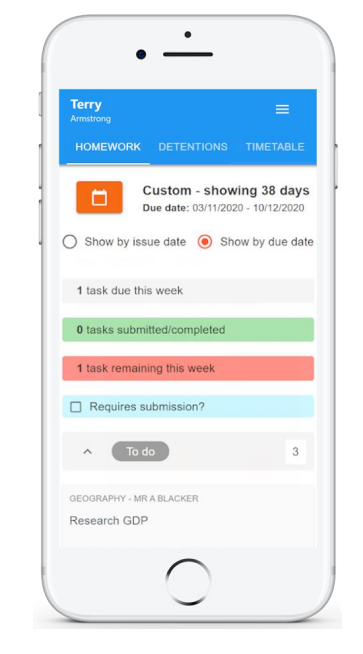 Terry
Armstrong
HOMEWORK DETENTIONS TIMETABLE
Custom - showing 38 days
Due date: 03/11/2020 - 10/12/2020
Show by issue date Show by due date
1 task due this week
0 tasks submitted/completed
1 task remaining this week
Requires submission?
To do 3
GEOGRAPHY - MR A BLACKER
Research GDP